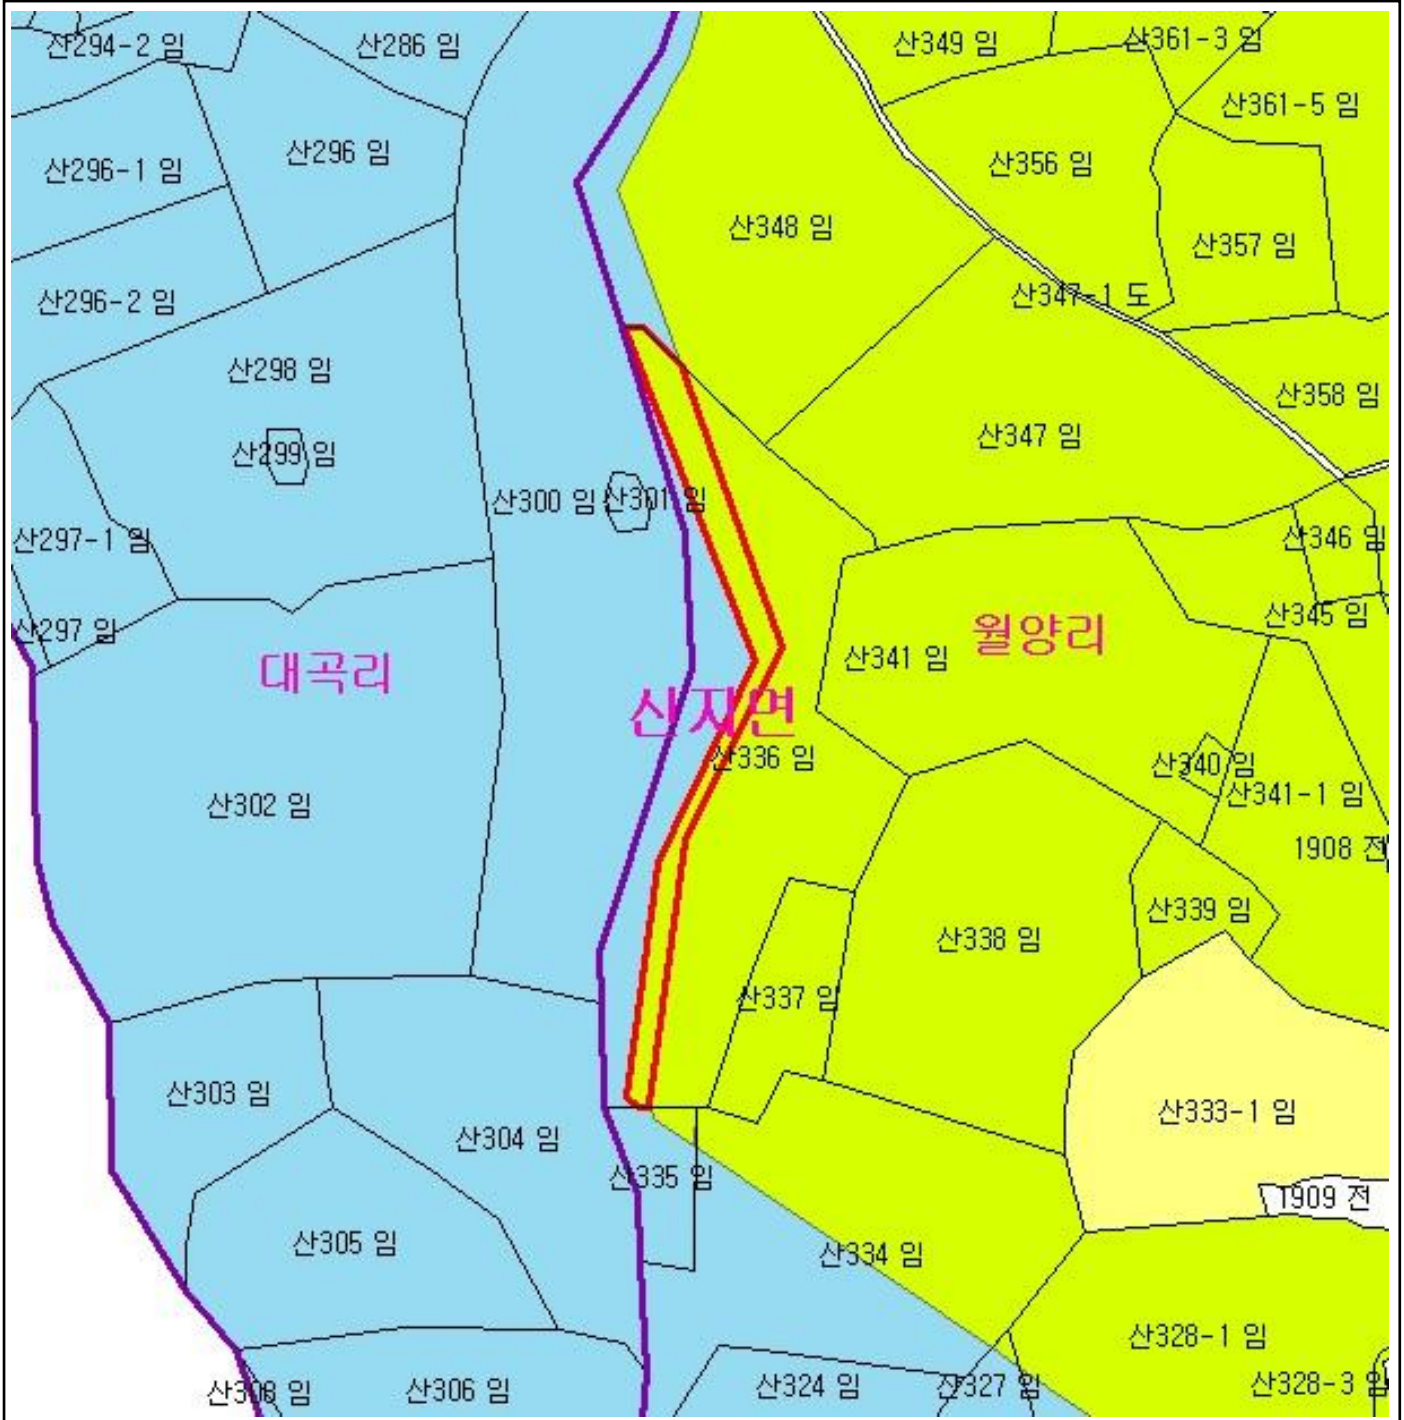 산294-2 임
산286 임
산349 임
산361-3 임
산361-5 임
산296-1 임
산296 임
산356 임
산348 임
산357 임
산296-2 임
산347-1 도
산298 임
산358 임
산347 임
산299 임
산300 임
산301 임
산297-1 임
산346 임
산297 임
산345 임
대곡리
월양리
산341 임
산지면
산336 임
산340 임
산341-1 임
산302 임
1908 전
산339 임
산338 임
산337 임
산303 임
산333-1 임
산304 임
산335 임
1909 전
산305 임
산334 임
산328-1 임
산308 임
산306 임
산324 임
산327 임
산328-3 임